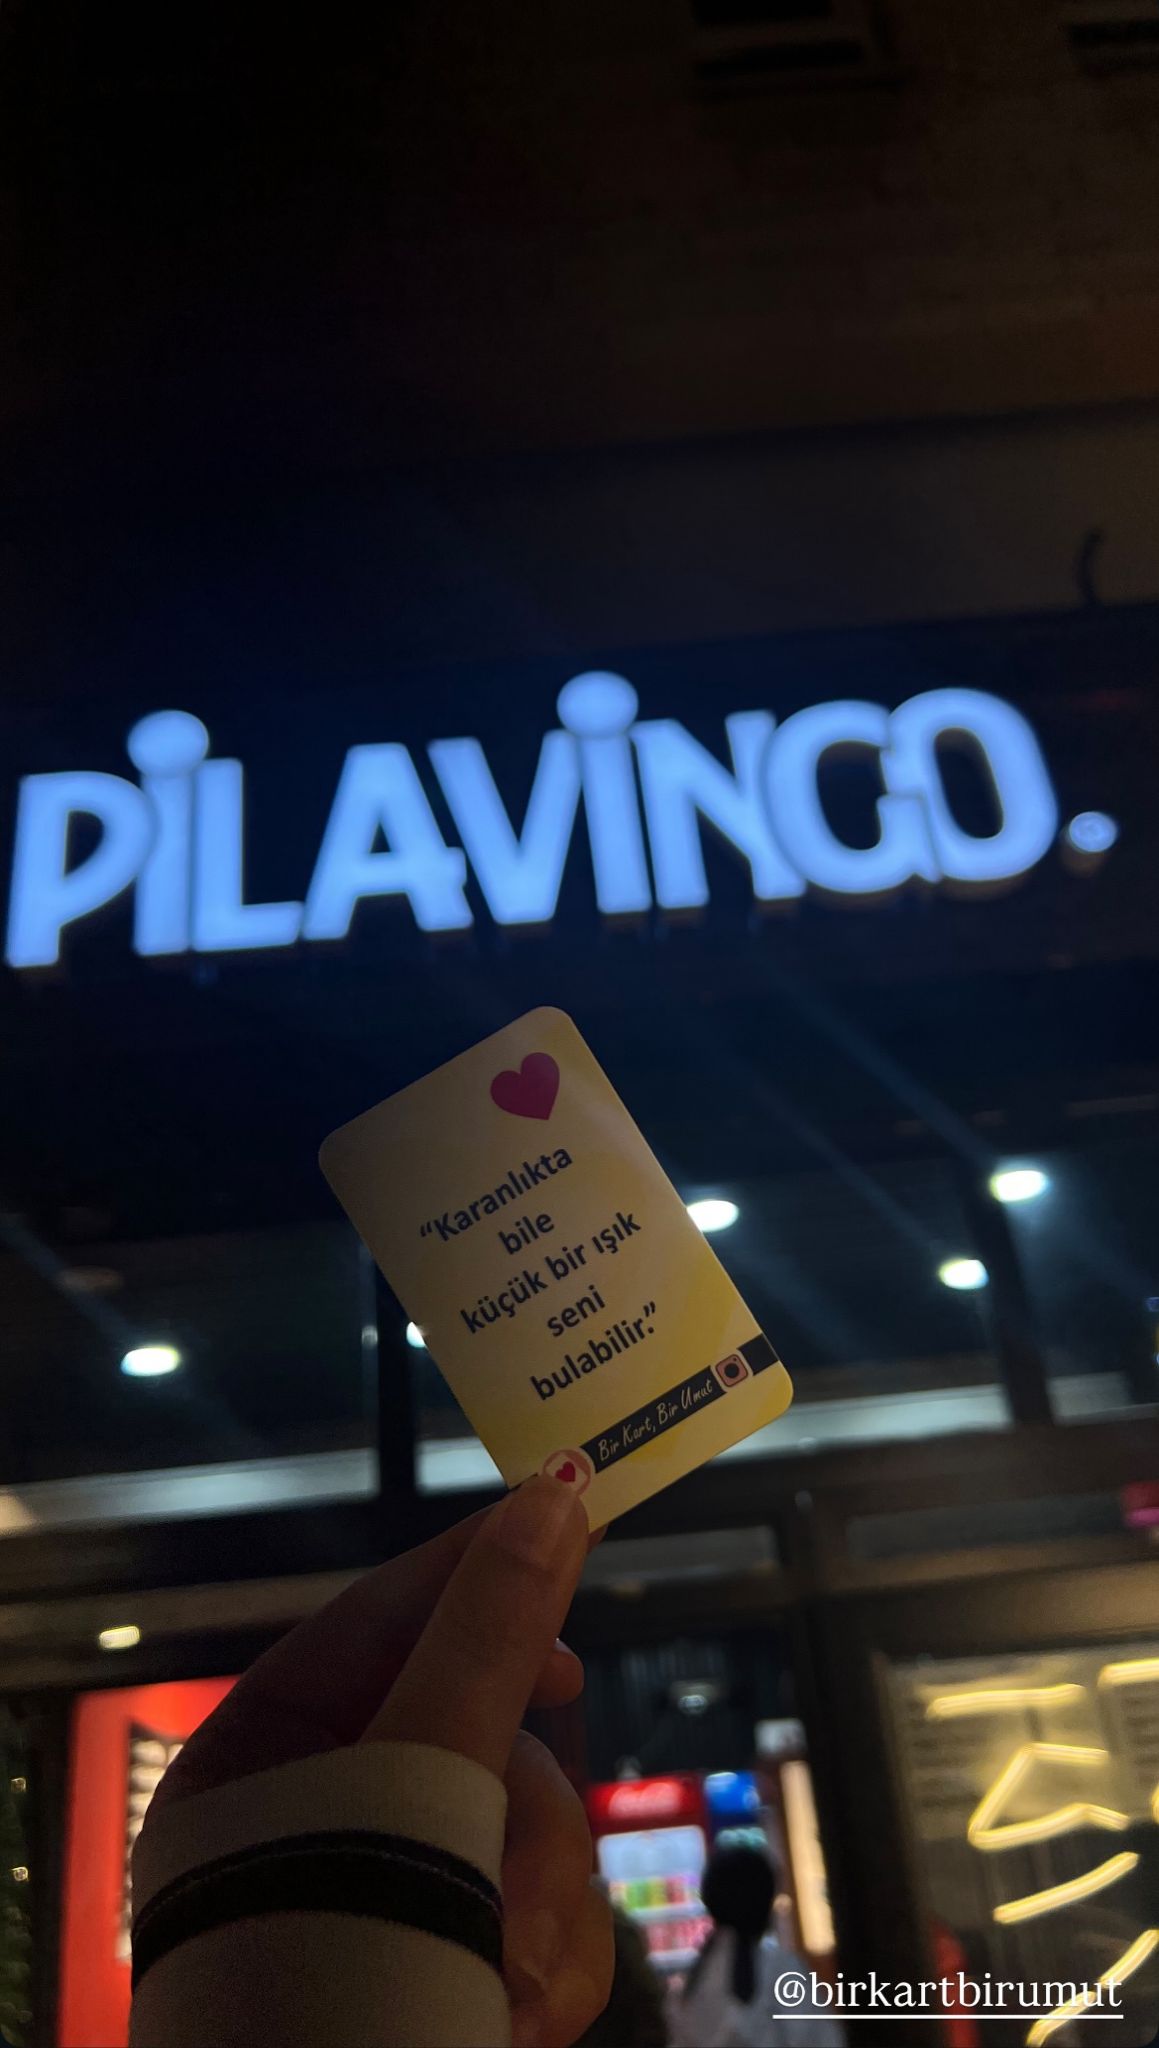 PİLAVİNGO.
“Karanlıkta
bile
küçük bir ışık
seni
bulabilir.”
Bir Kart, Bir Umut
@birkartbirumut